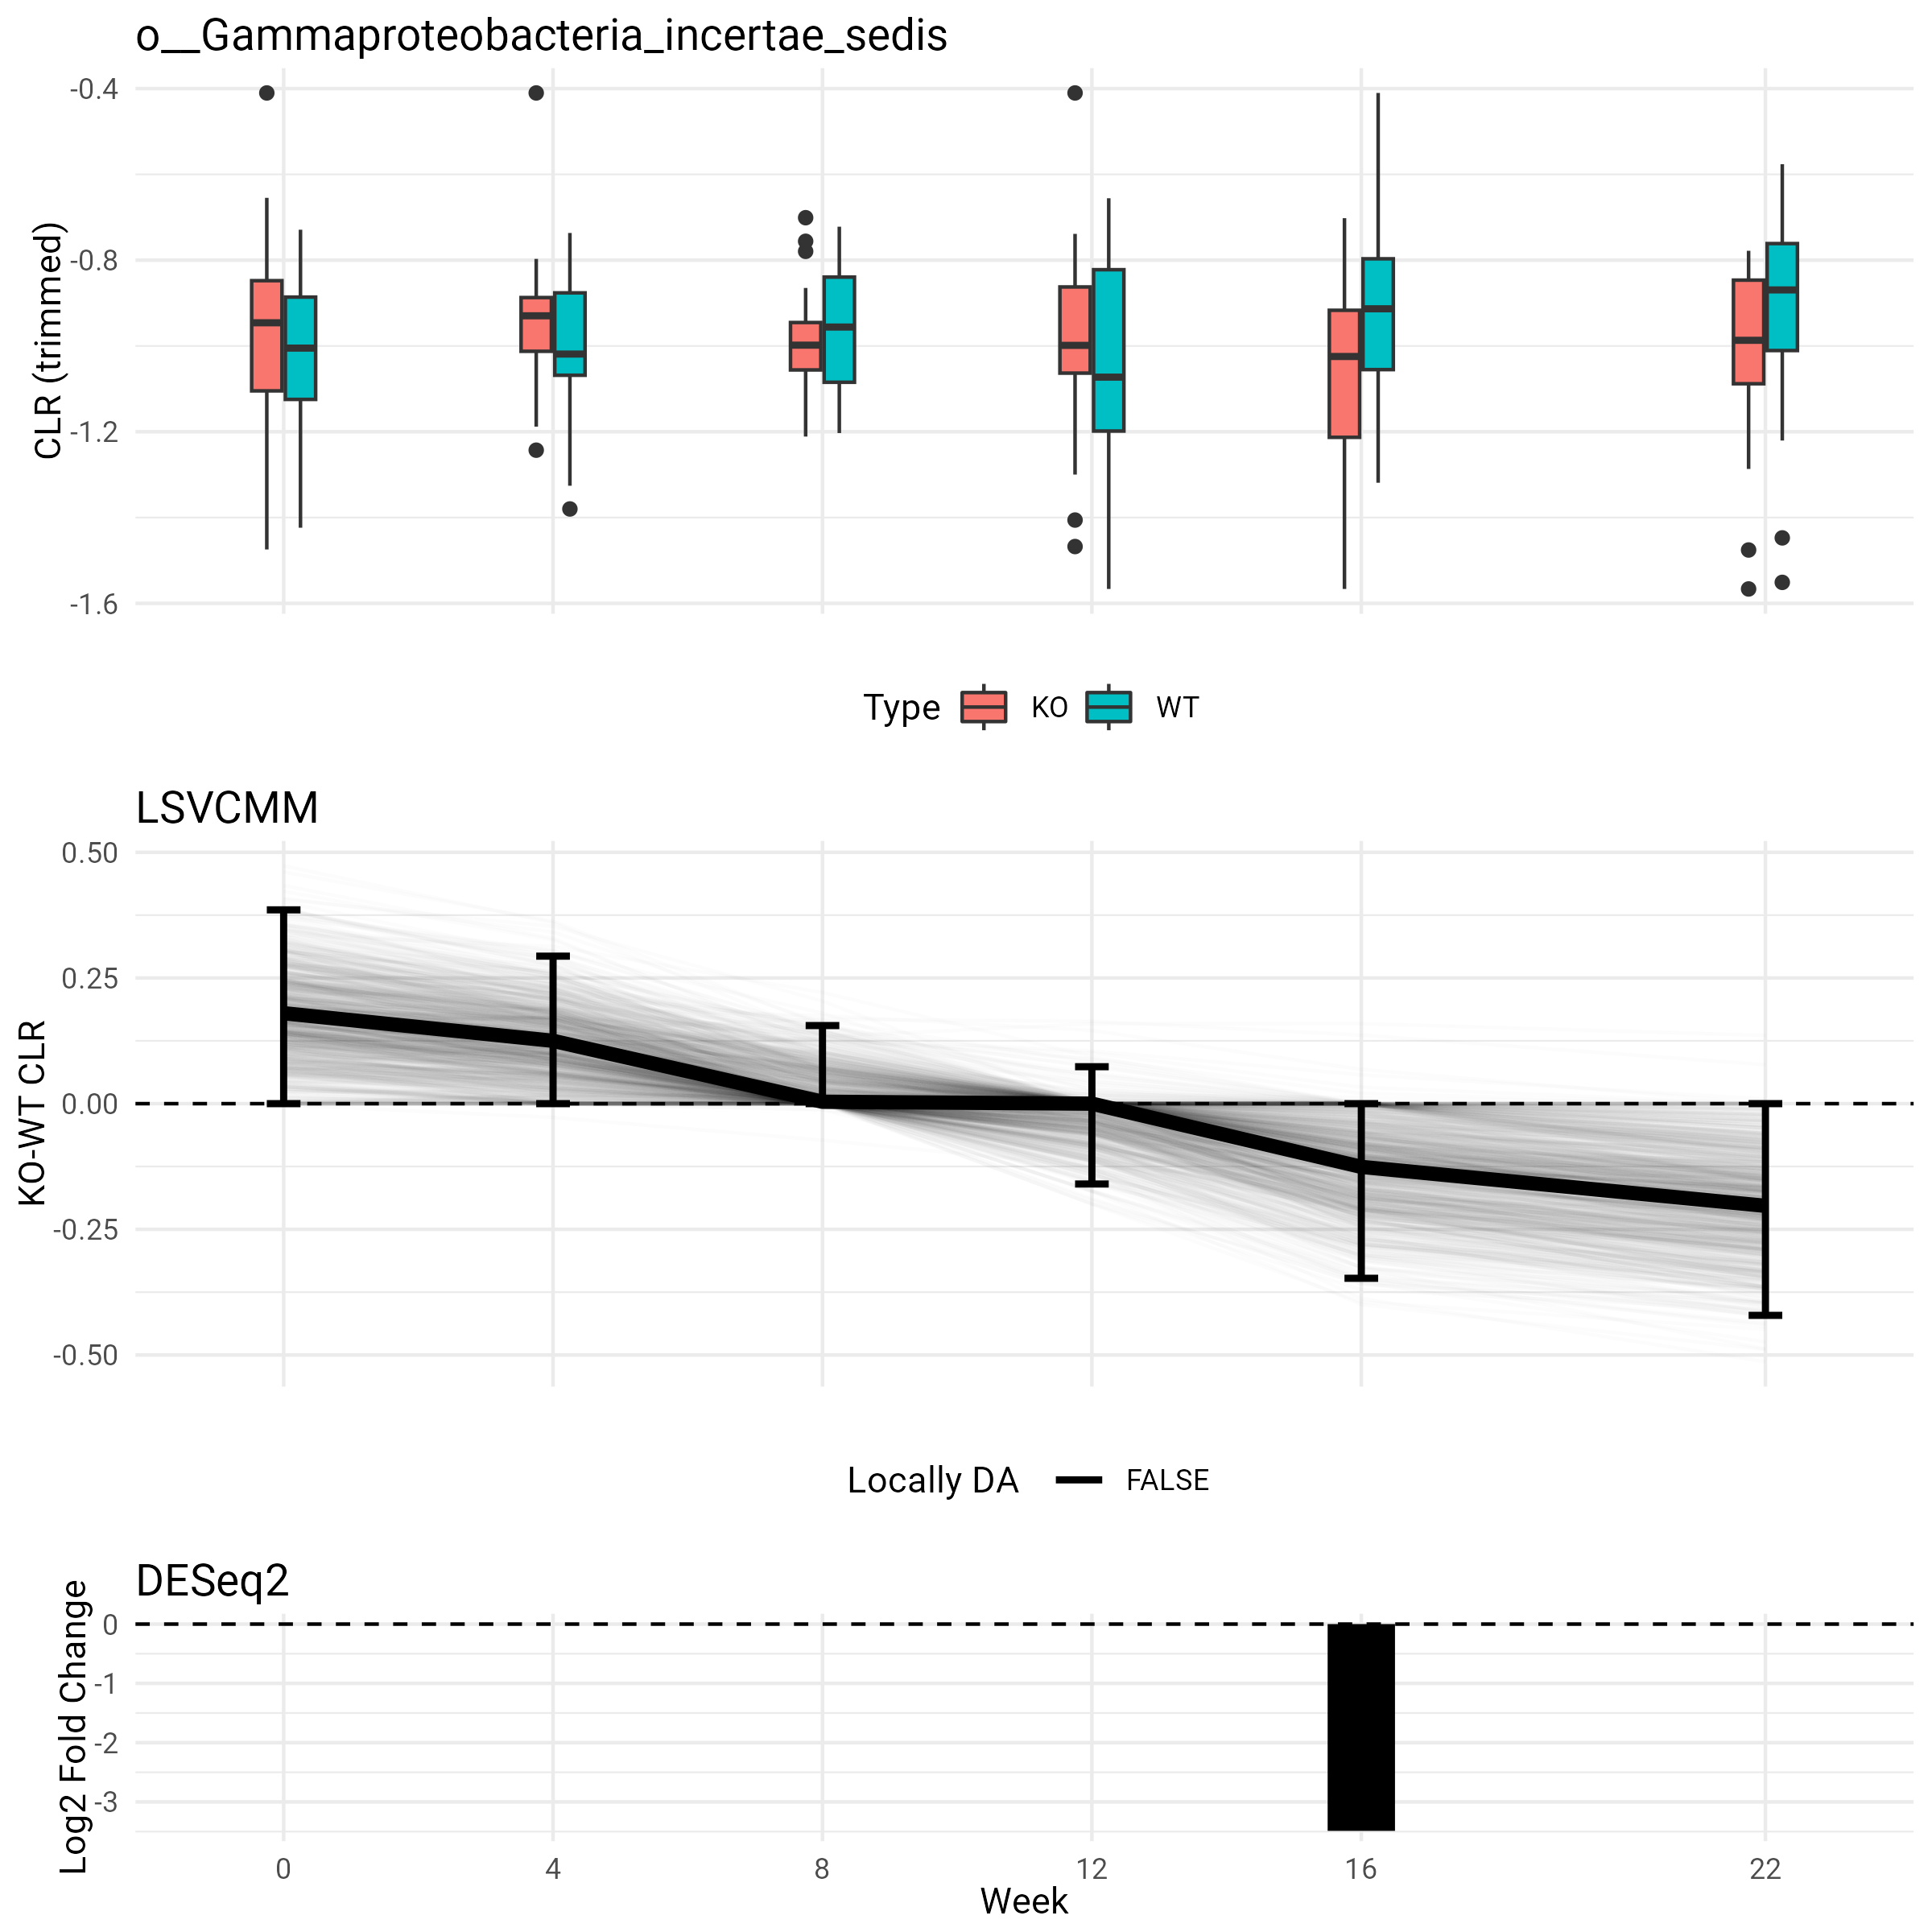 o__Gammaproteobacteria_incertae_sedis
CLR (trimmed)
-0.4
-0.8
-1.2
-1.6
Type KO WT
LSVCMM
KO-WT CLR
0.50
0.25
0.00
-0.25
-0.50
Locally DA FALSE
DESeq2
Log2 Fold Change
0
-1
-2
-3
0 4 8 12 16 22
Week